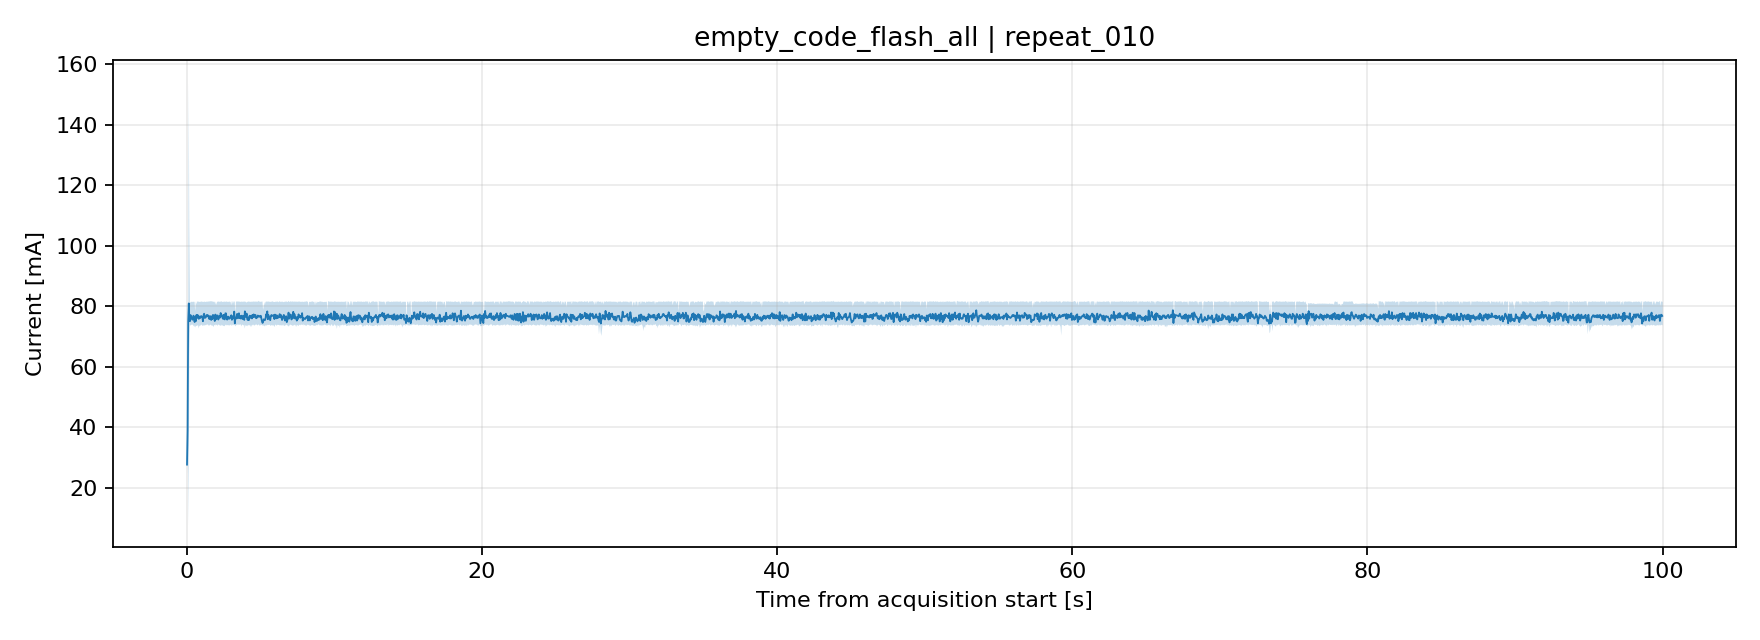 empty_code_flash_all | repeat_010
160
140
120
100
80
60
40
20
Current [mA]
0 20 40 60 80 100
Time from acquisition start [s]